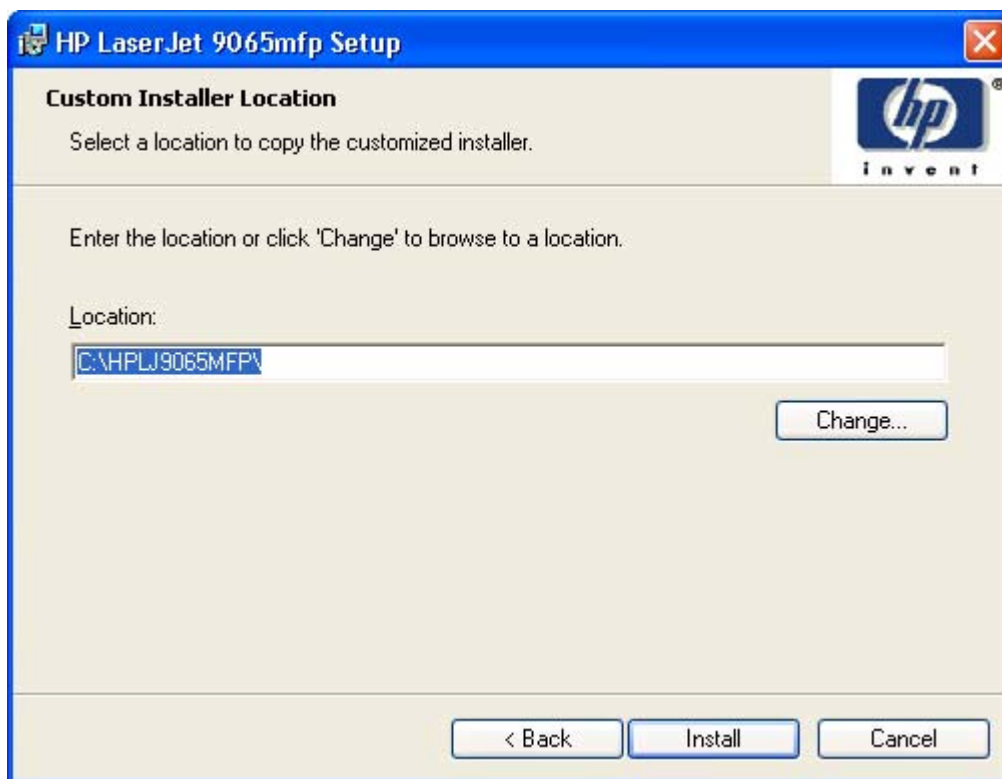 HP LaserJet 9065mfp Setup
Custom Installer Location
Select a location to copy the customized installer.
hp
®
invent
Enter the location or click 'Change' to browse to a location.
Location:
C:\HPLJ9065MFP\
Change...
< Back
Install
Cancel